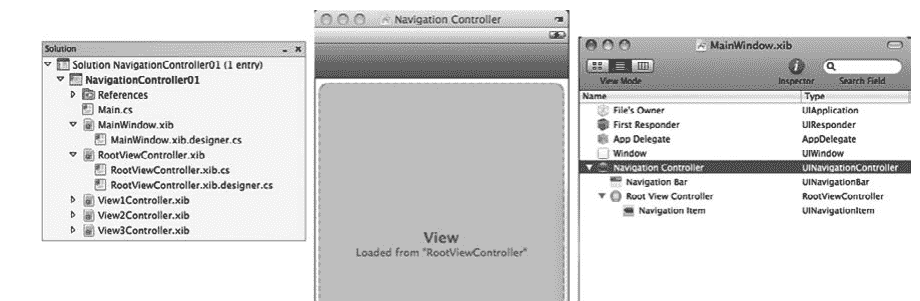 Solution
Solution NavigationController01 (1 entry)
NavigationController01
References
Main.cs
MainWindow.xib
MainWindow.xib.designer.cs
RootViewController.xib
RootViewController.xib.cs
RootViewController.xib.designer.cs
View1Controller.xib
View2Controller.xib
View3Controller.xib
Navigation Controller
View
Loaded from "RootViewController"
MainWindow.xib
View Mode Inspector Search Field
Name Type
File's Owner UIApplication
First Responder UIResponder
App Delegate AppDelegate
Window UIWindow
Navigation Controller UINavigationController
Navigation Bar UINavigationBar
Root View Controller RootViewController
Navigation Item UINavigationItem